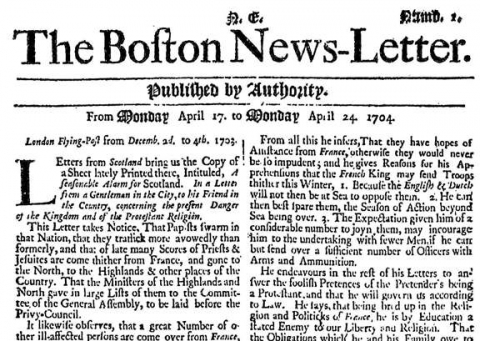 N. E.
Numb. 1.
The Boſton News-Letter.
Publiſhed by Authority.
From Monday April 17. to Monday April 24. 1704.
London Flying-Poſt from Decemb. 2d. to 4th. 1703.
LEtters from Scotland bring us the Copy of
a Sheet lately Printed there, Intituled, A
ſeaſonable Alarm for Scotland. In a Letter
from a Gentleman in the City, to his Friend in
the Country, concerning the preſent Danger
of the Kingdom and of the Proteſtant Religion.
This Letter takes Notice, That Papiſts ſwarm in
that Nation, that they traffick more avowedly than
formerly, and that of late many Scores of Prieſts &
Jeſuites are come thither from France, and gone to
the North, to the Highlands & other places of the
Country. That the Miniſters of the Highlands and
North gave in large Liſts of them to the Commit-
tee of the General Aſſembly, to be laid before the
Privy-Council.
It likewiſe obſerves, that a great Number of o-
ther ill-affected perſons are come over from France,
From all this he infers, That they have hopes of
Aſſiſtance from France, otherwiſe they would never
be ſo impudent; and he gives Reaſons for his Ap-
prehenſions that the French King may ſend Troops
thither this Winter, 1. Becauſe the Engliſh & Dutch
will not then be at Sea to oppoſe them. 2. He can
then beſt ſpare them, the Seaſon of Action beyond
Sea being over. 3. The Expectation given him of a
conſiderable number to joyn them, may incourage
him to the undertaking with fewer Men, if he can
but ſend over a ſufficient number of Officers with
Arms and Ammunition.
He endeavours in the reſt of his Letters to an-
ſwer the fooliſh Pretences of the Pretender's being
a Proteſtant, and that he will govern us according
to Law. He ſays, that being bred up in the Reli-
gion and Politicks of France, he is by Education a
ſtated Enemy to our Liberty and Religion. That
the Obligations which he and his Family owe to